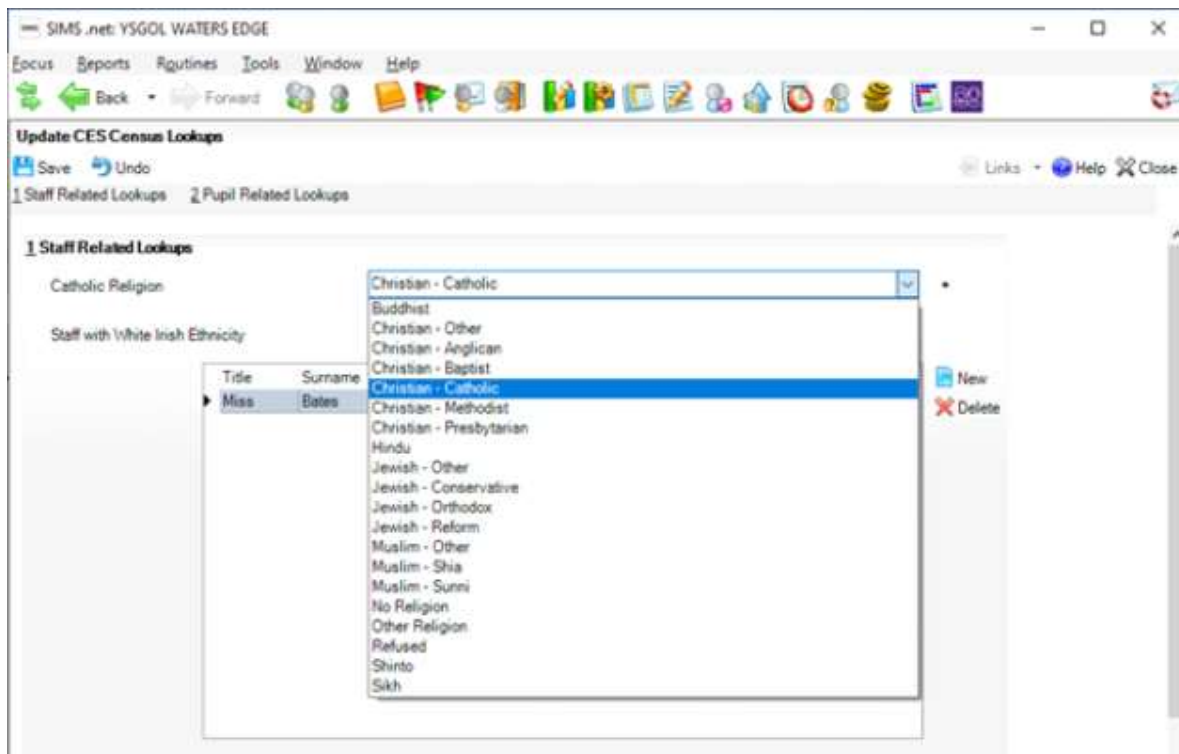 SIMS .net: YSGOL WATERS EDGE
Focus Reports Routines Tools Window Help
Back Forward
Update CES Census Lookups
Save Undo Links Help Close
1 Staff Related Lookups 2 Pupil Related Lookups
1 Staff Related Lookups
Catholic Religion Christian - Catholic
Buddhist
Christian - Other
Staff with White Irish Ethnicity
Christian - Anglican
Christian - Baptist
Title Surname New
Christian - Catholic
Miss Bates Christian - Methodist Delete
Christian - Presbytarian
Hindu
Jewish - Other
Jewish - Conservative
Jewish - Orthodox
Jewish - Reform
Muslim - Other
Muslim - Shia
Muslim - Sunni
No Religion
Other Religion
Refused
Shinto
Sikh